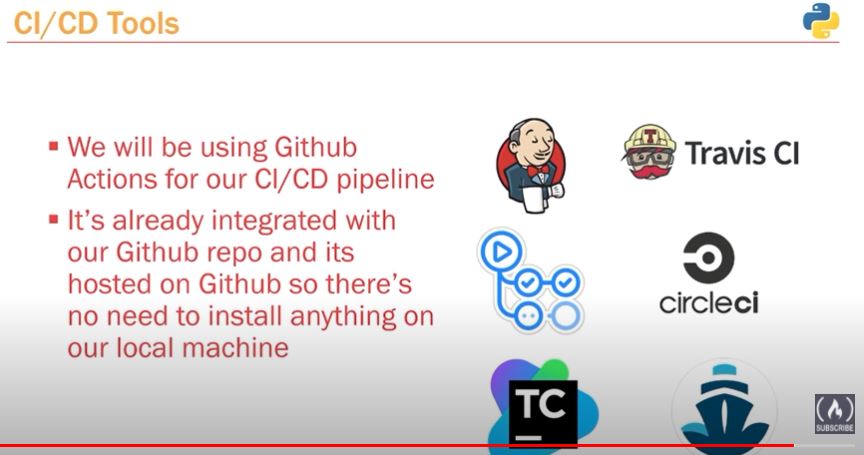 CI/CD Tools
We will be using Github
Actions for our CI/CD pipeline
It's already integrated with
our Github repo and its
hosted on Github so there's
no need to install anything on
our local machine
T
Travis CI
circleci
TC
SUBSCRIBE